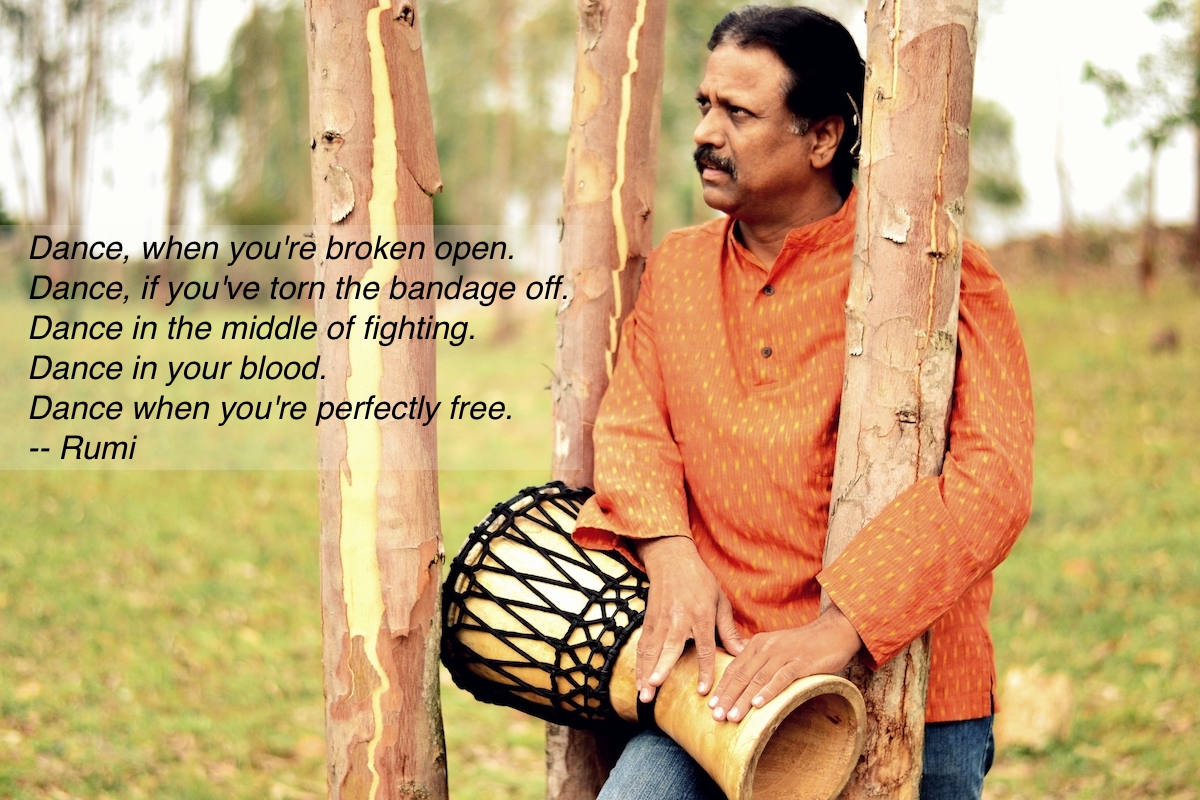 Dance, when you're broken open.
Dance, if you've torn the bandage off.
Dance in the middle of fighting.
Dance in your blood.
Dance when you're perfectly free.
-- Rumi